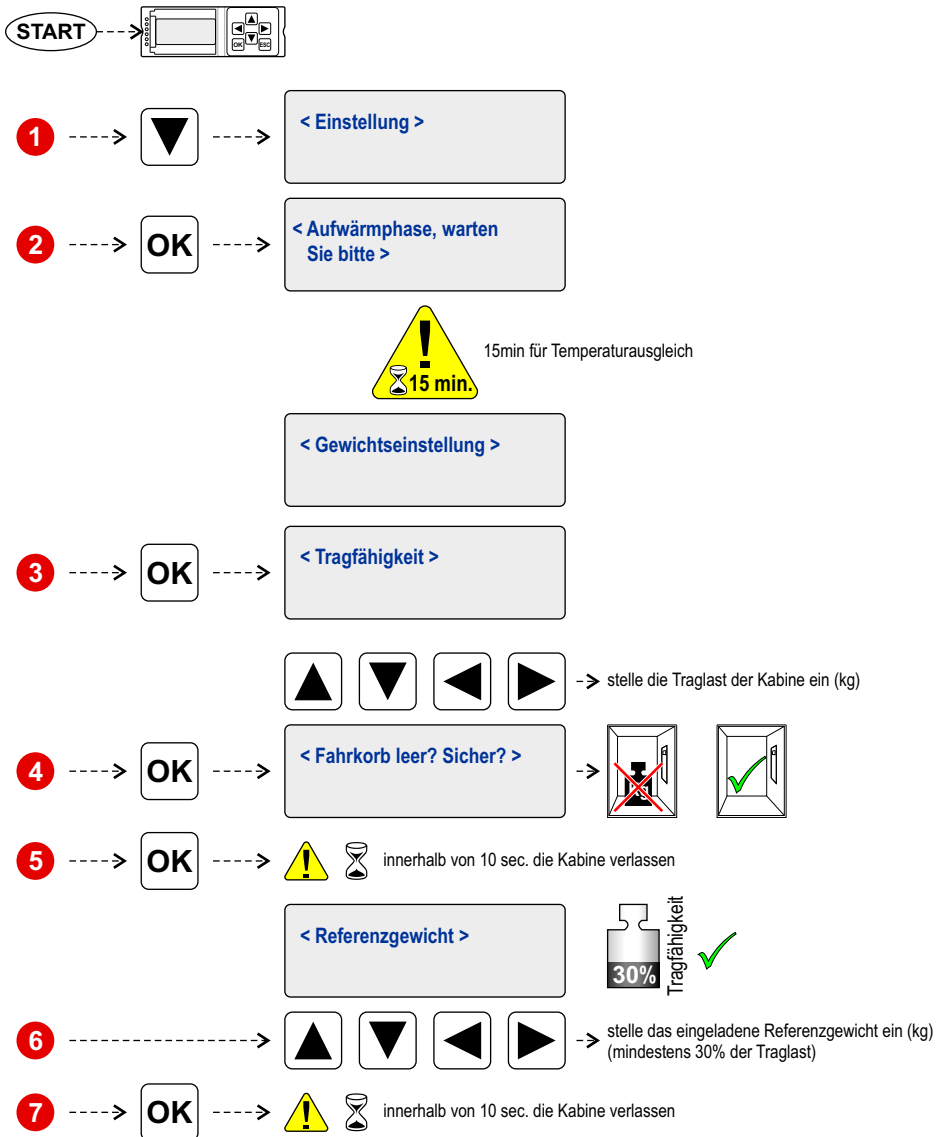 START
OK ESC
1
< Einstellung >
2 OK
< Aufwärmphase, warten
Sie bitte >
15 min.
15min für Temperaturausgleich
< Gewichtseinstellung >
3 OK
< Tragfähigkeit >
stelle die Traglast der Kabine ein (kg)
4 OK
< Fahrkorb leer? Sicher? >
5 OK
innerhalb von 10 sec. die Kabine verlassen
< Referenzgewicht >
30%
Tragfähigkeit
6
stelle das eingeladene Referenzgewicht ein (kg)
(mindestens 30% der Traglast)
7 OK
innerhalb von 10 sec. die Kabine verlassen